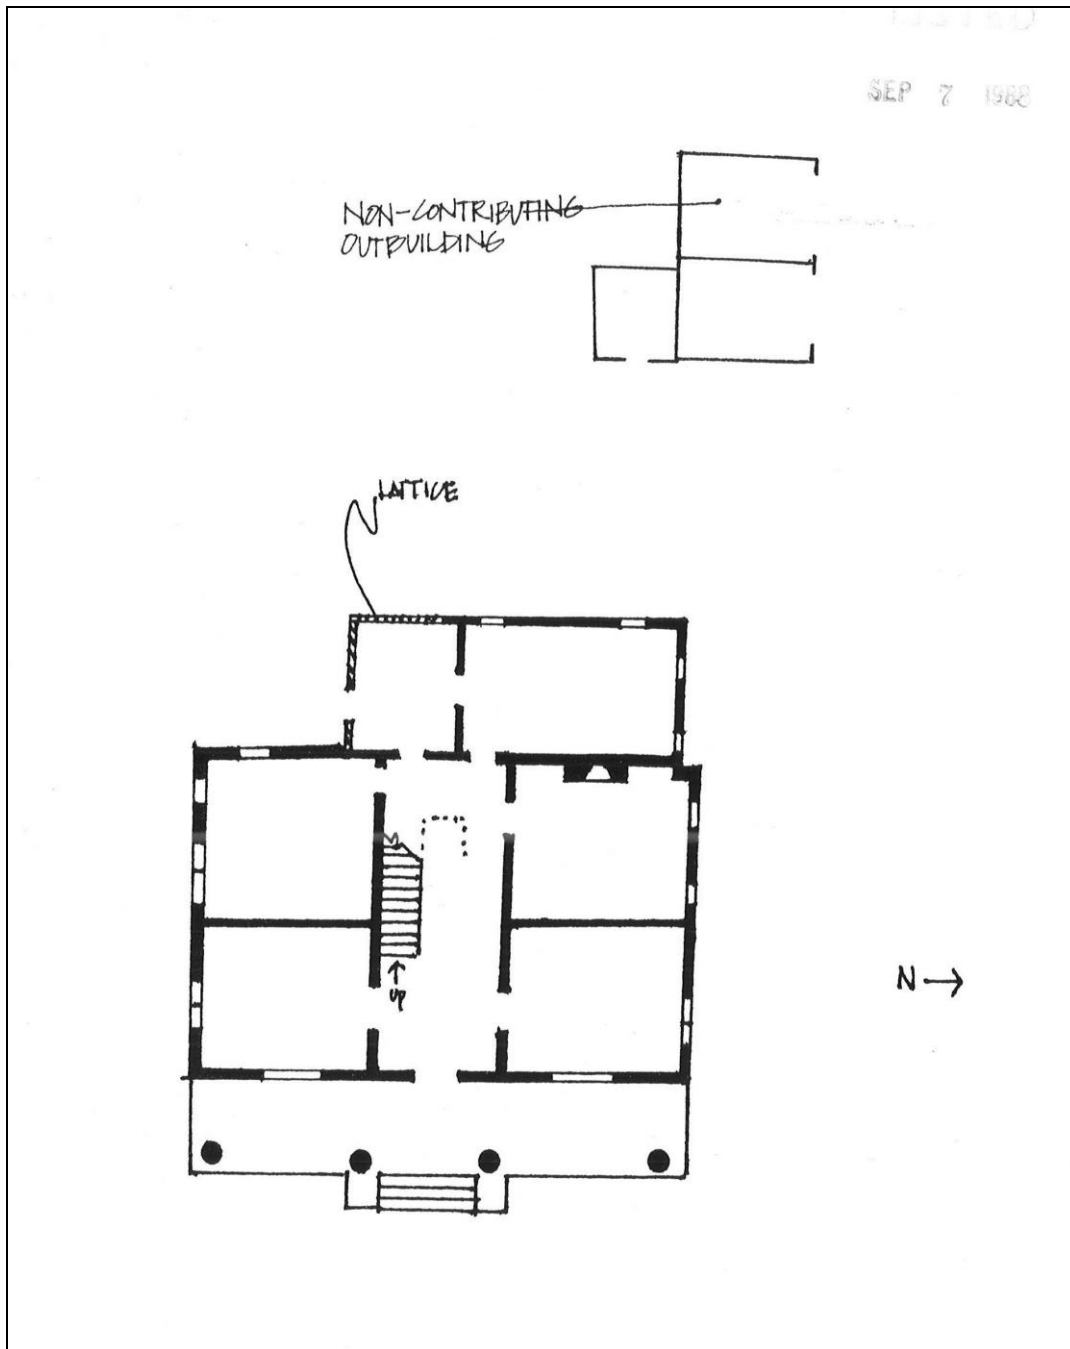 SEP 7 1988
NON-CONTRIBUTING
OUTBUILDING
LATTICE
N
UP